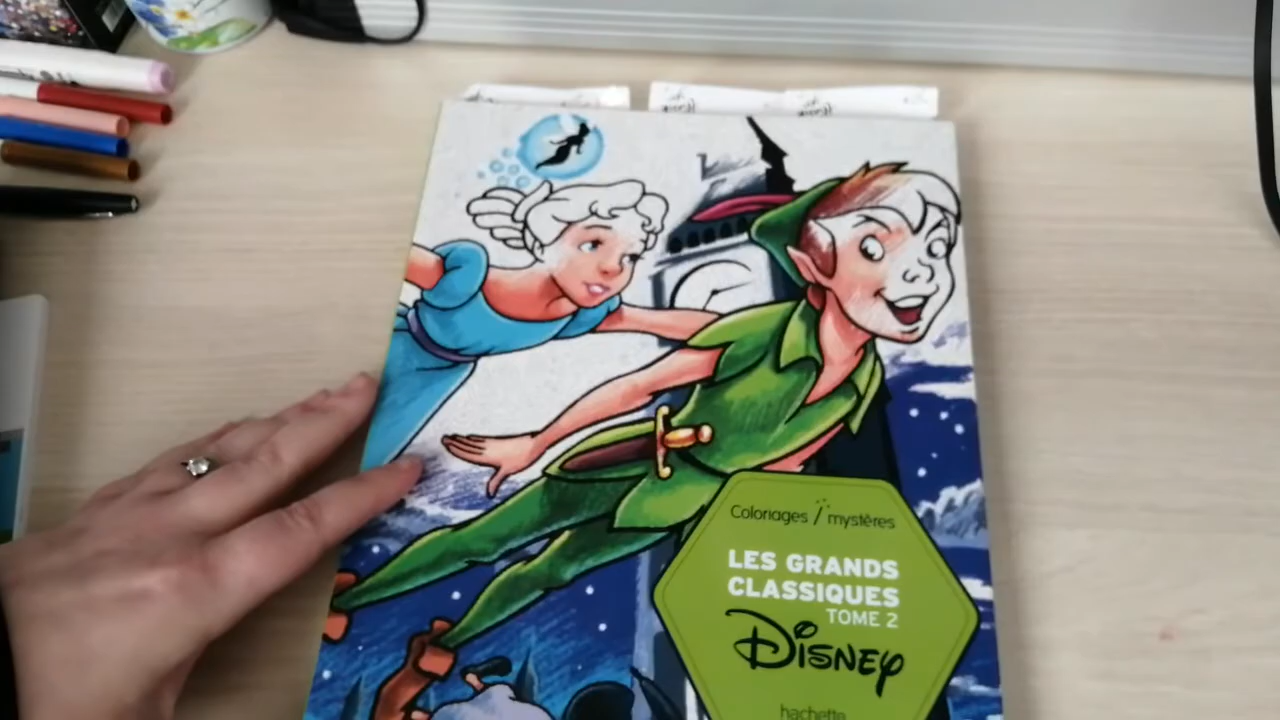 Coloriages mystères
LES GRANDS
CLASSIQUES
TOME 2
Disney
hachette